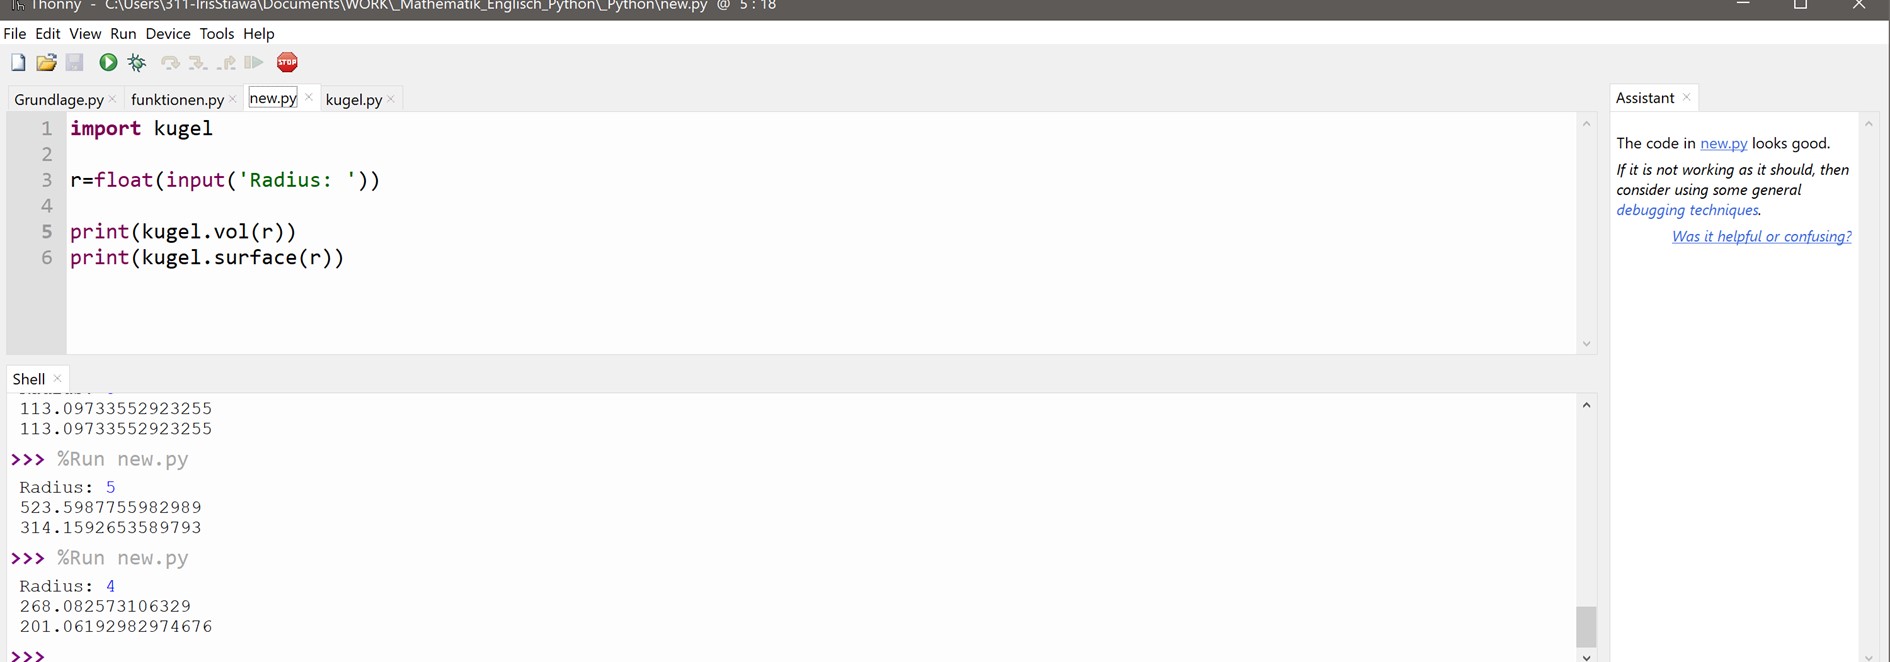 Thonny - C:\Users\311-IrisStiawa\Documents\WORK\_Mathematik_Englisch_Python\_Python\new.py @ 5 : 18
File Edit View Run Device Tools Help
STOP
Grundlage.py funktionen.py new.py kugel.py
1 import kugel
2
3 r=float(input('Radius: '))
4
5 print(kugel.vol(r))
6 print(kugel.surface(r))
Assistant
The code in new.py looks good.
If it is not working as it should, then
consider using some general
debugging techniques.
Was it helpful or confusing?
Shell
113.09733552923255
113.09733552923255
>>> %Run new.py
Radius: 5
523.5987755982989
314.1592653589793
>>> %Run new.py
Radius: 4
268.082573106329
201.06192982974676
>>>